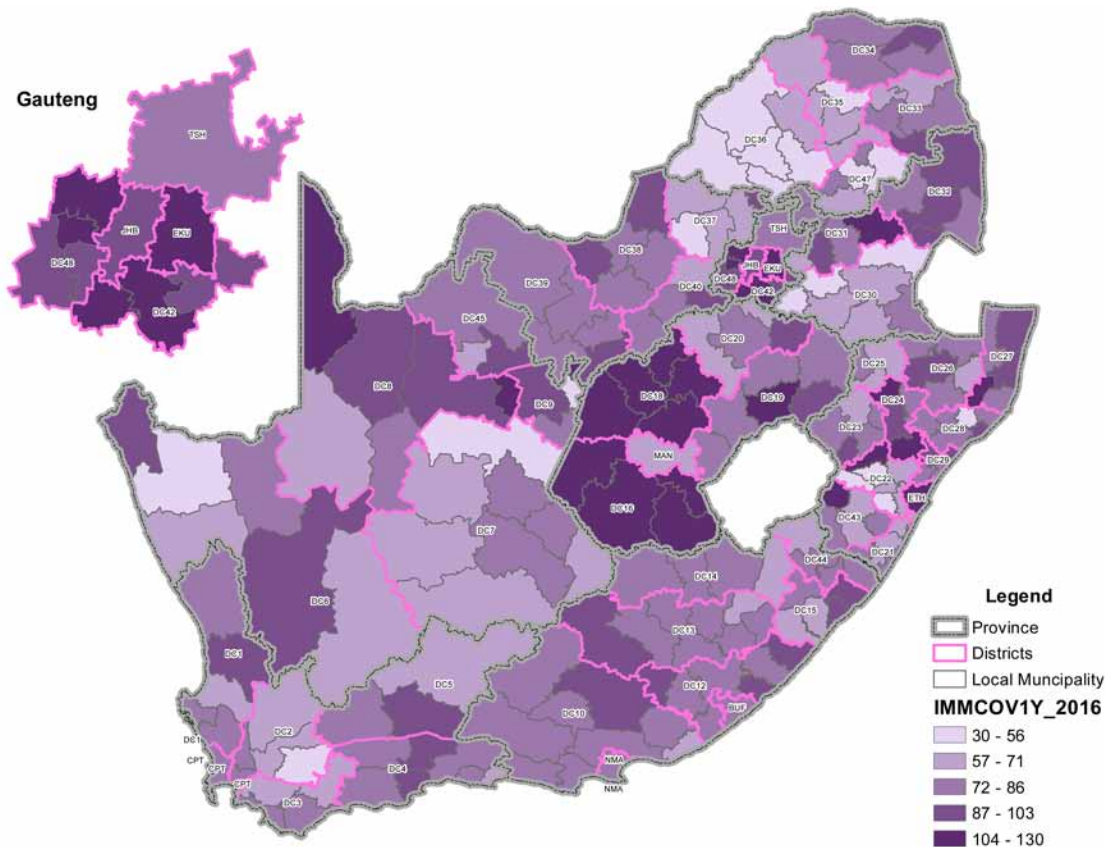 Gauteng
TSH
JHB
EKU
DC48
DC42
DC34
DC35
DC33
DC36
DC47
DC32
DC37
TSH
DC31
DC38
DC39
DC48
JHB
EKU
DC42
DC40
DC30
DC45
DC20
DC25
DC26
DC27
DC8
DC9
DC18
DC19
DC24
DC23
DC28
MAN
DC29
DC22
DC16
ETH
DC43
DC7
DC21
DC44
DC14
DC15
DC6
DC13
DC1
DC5
DC12
BUF
DC10
DC2
DC1
CPT
CPT
CPT
DC4
DC3
NMA
NMA
Legend
Province
Districts
Local Muncipality
IMMCOV1Y_2016
30 - 56
57 - 71
72 - 86
87 - 103
104 - 130